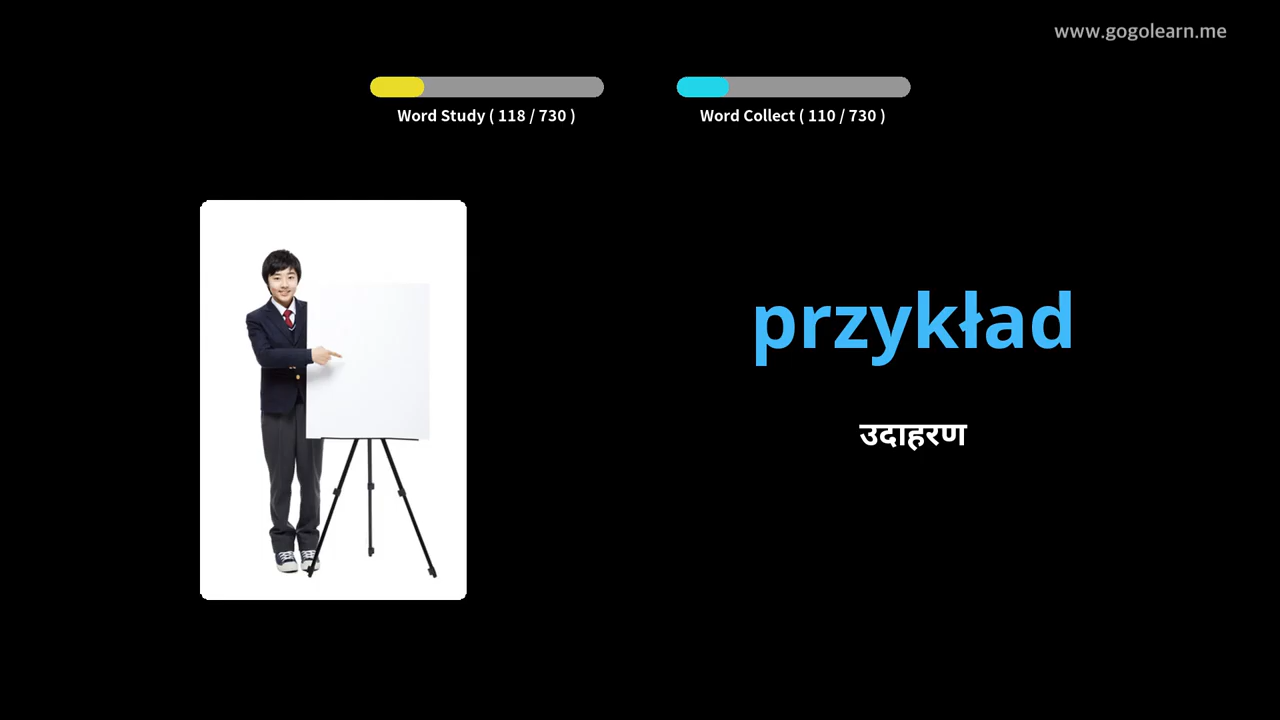 www.gogolearn.me
Word Study ( 118 / 730 )
Word Collect ( 110 / 730 )
przykład
उदाहरण